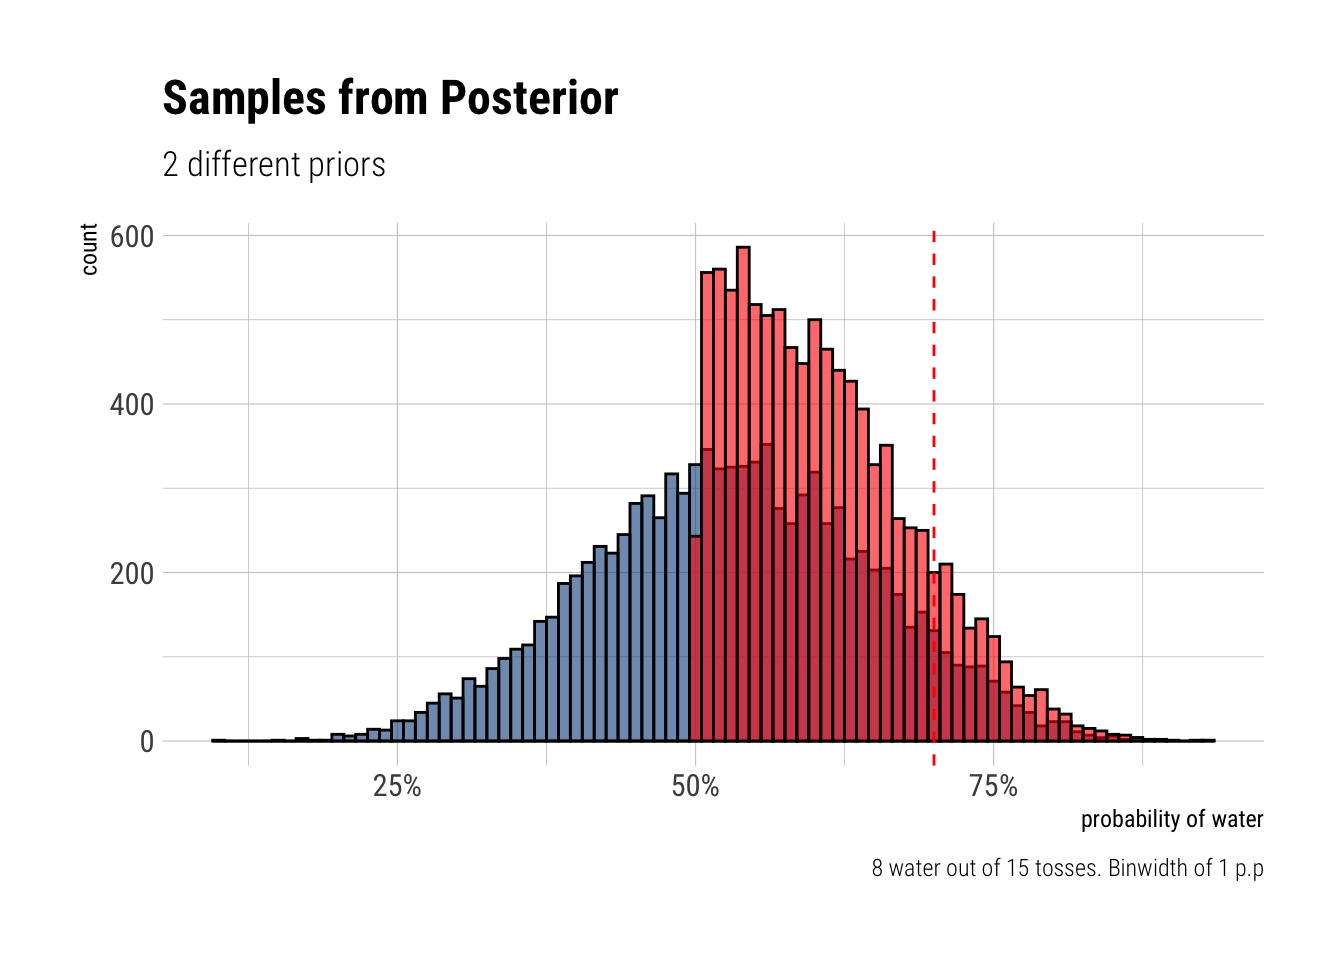 Samples from Posterior
2 different priors
count
600
400
200
0
25% 50% 75%
probability of water
8 water out of 15 tosses. Binwidth of 1 p.p